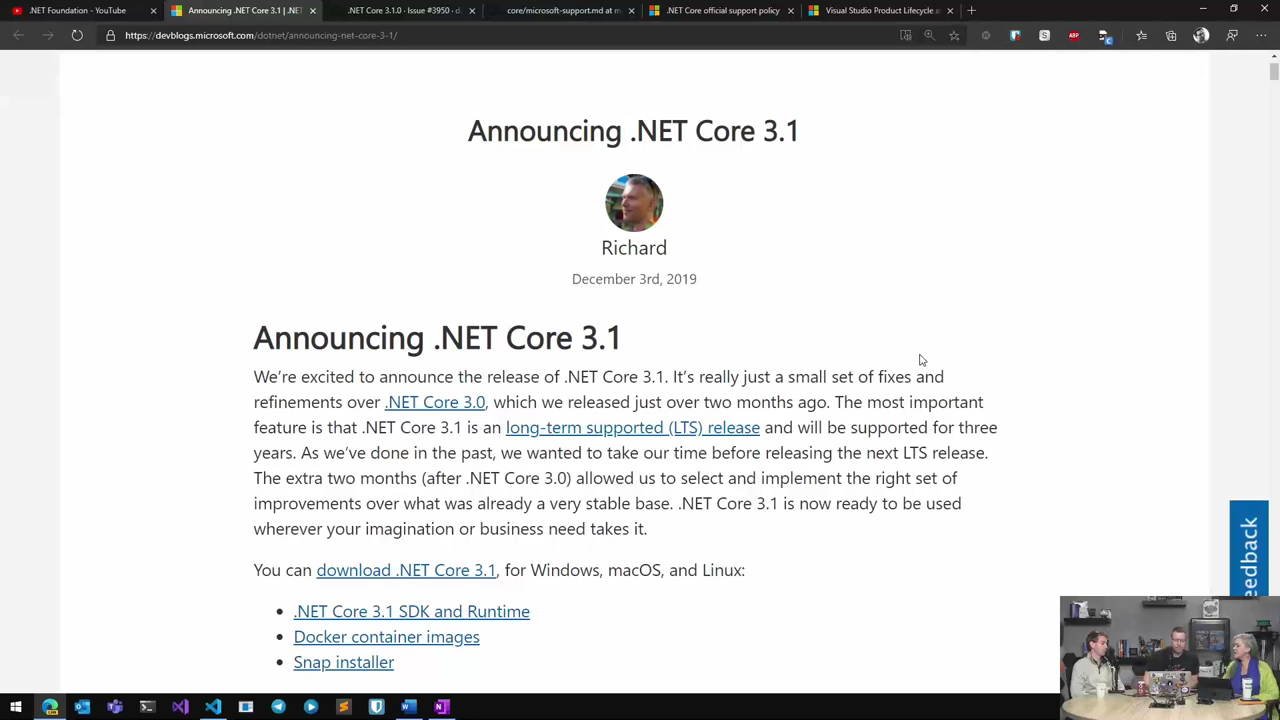 .NET Foundation - YouTube
Announcing .NET Core 3.1 | .NET
.NET Core 3.1.0 · Issue #3950 · d
core/microsoft-support.md at m
.NET Core official support policy
Visual Studio Product Lifecycle a
https://devblogs.microsoft.com/dotnet/announcing-net-core-3-1/
ABP
Announcing .NET Core 3.1
Richard
December 3rd, 2019
Announcing .NET Core 3.1
We're excited to announce the release of .NET Core 3.1. It's really just a small set of fixes and
refinements over .NET Core 3.0, which we released just over two months ago. The most important
feature is that .NET Core 3.1 is an long-term supported (LTS) release and will be supported for three
years. As we've done in the past, we wanted to take our time before releasing the next LTS release.
The extra two months (after .NET Core 3.0) allowed us to select and implement the right set of
improvements over what was already a very stable base. .NET Core 3.1 is now ready to be used
wherever your imagination or business need takes it.
You can download .NET Core 3.1, for Windows, macOS, and Linux:
• .NET Core 3.1 SDK and Runtime
• Docker container images
• Snap installer
edback